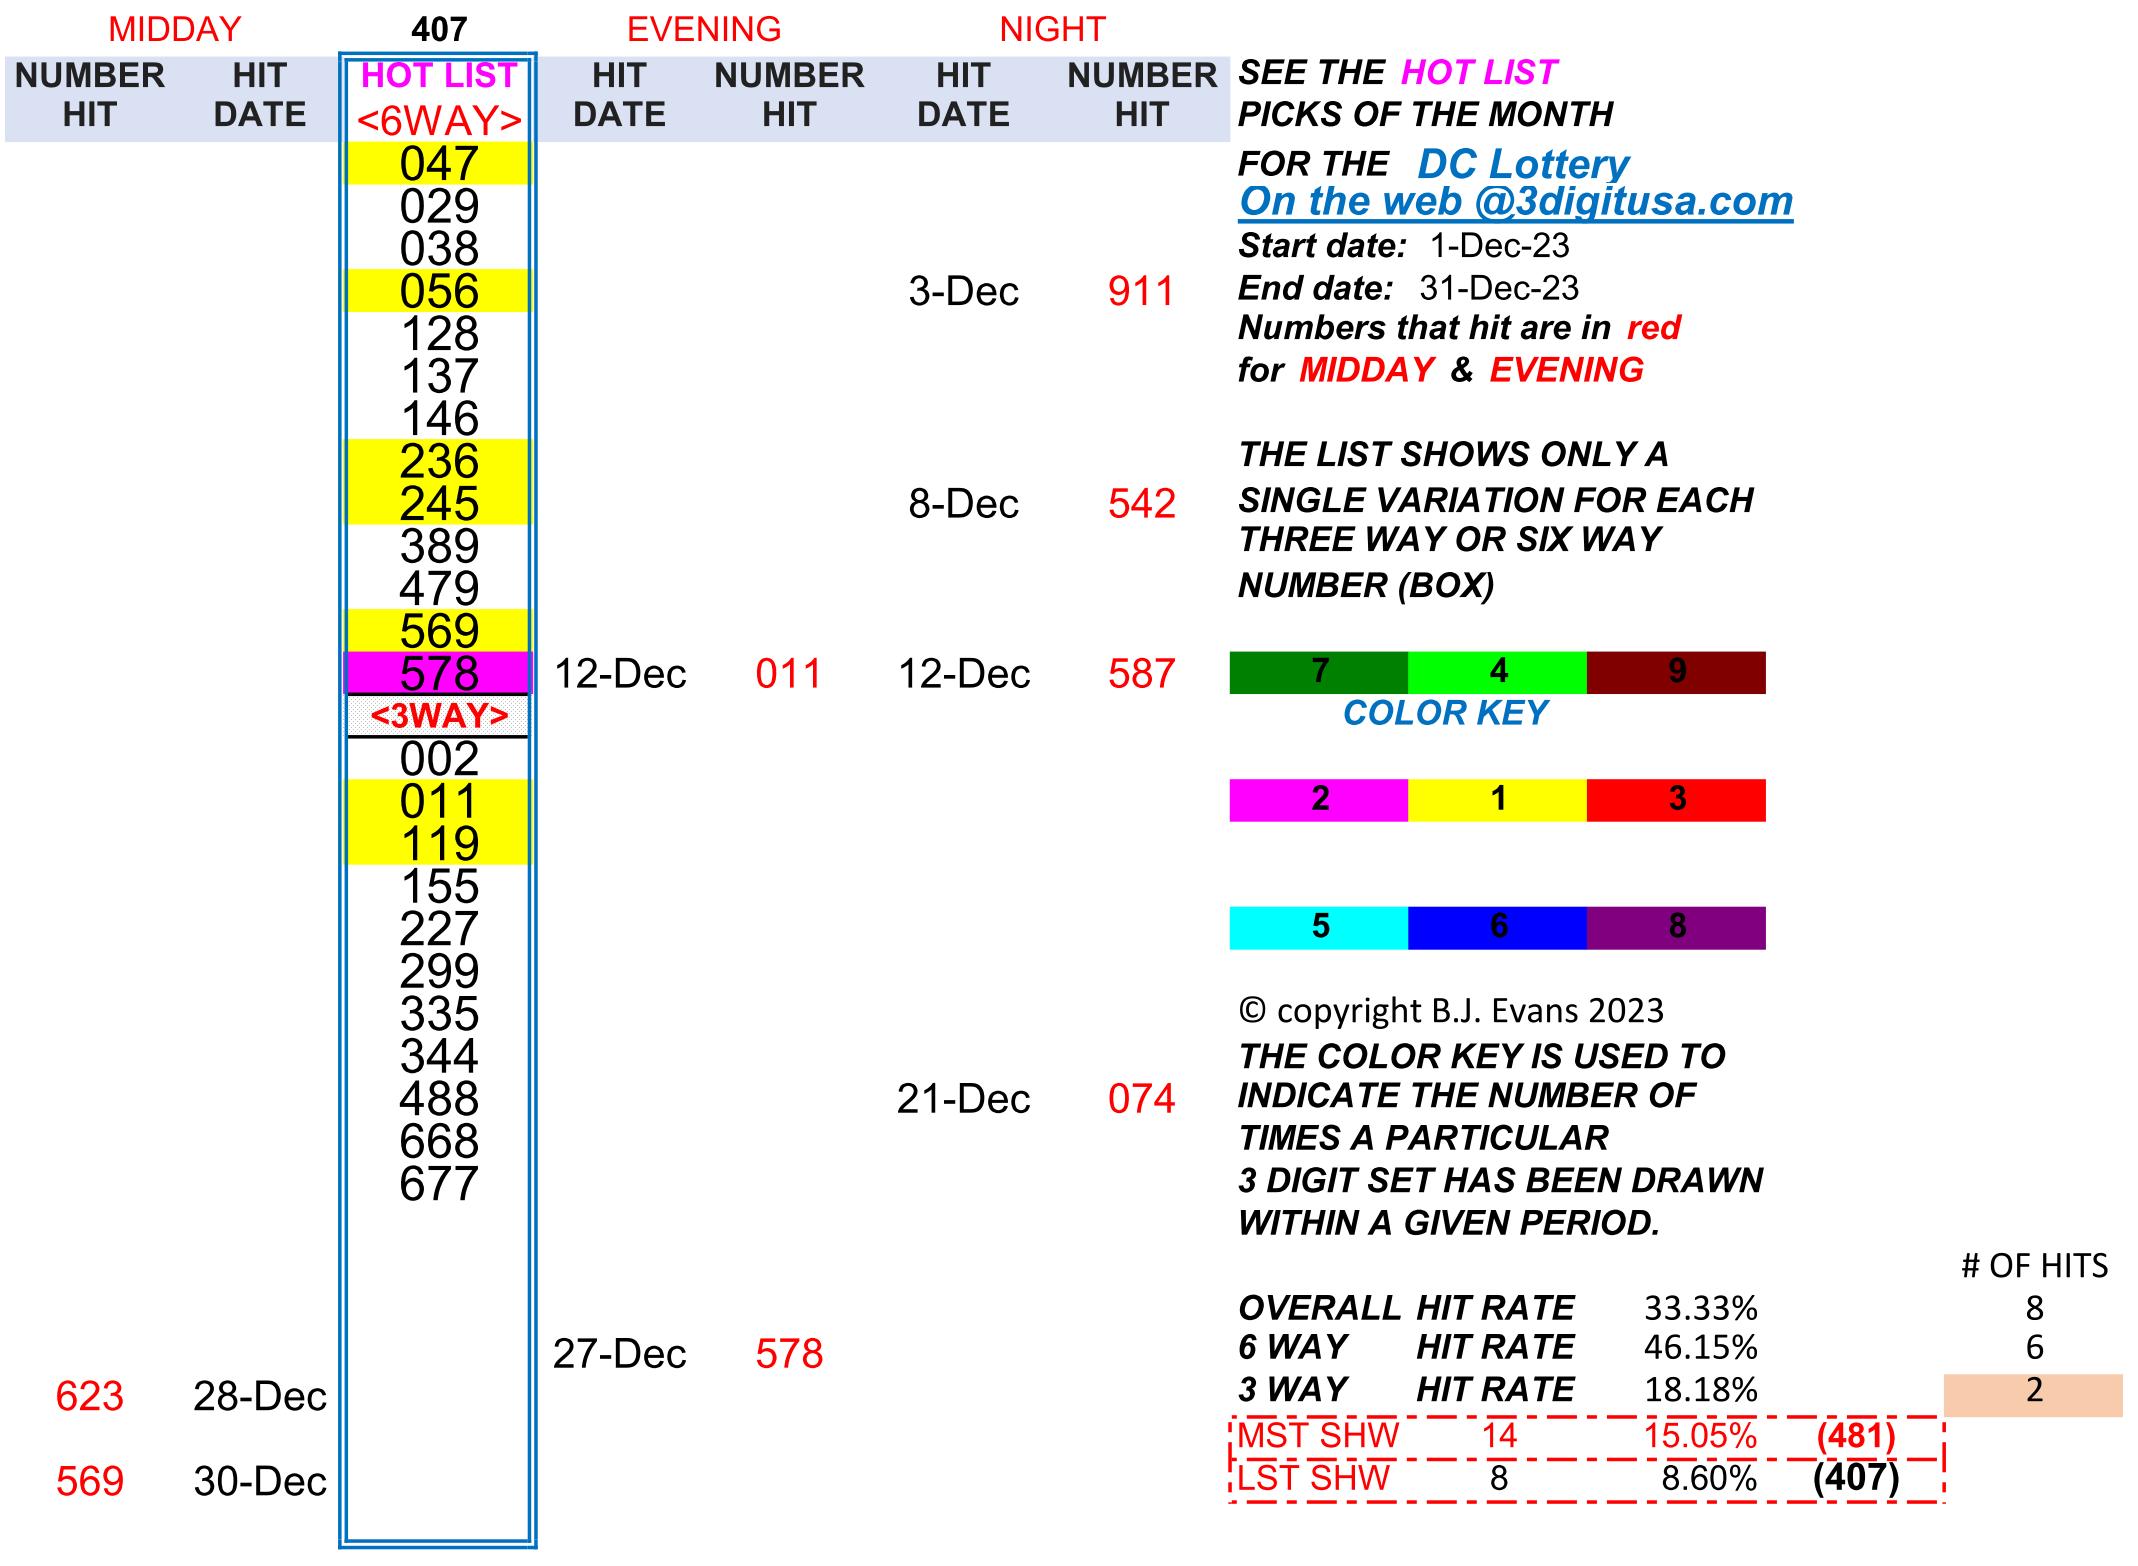 MIDDAY 407 EVENING NIGHT
NUMBER HIT HOT LIST HIT NUMBER HIT NUMBER SEE THE HOT LIST
HIT DATE <6WAY> DATE HIT DATE HIT PICKS OF THE MONTH
047 FOR THE DC Lottery
029 On the web @3digitusa.com
038 Start date: 1-Dec-23
056 3-Dec 911 End date: 31-Dec-23
128 Numbers that hit are in red
137 for MIDDAY & EVENING
146
236 THE LIST SHOWS ONLY A
245 8-Dec 542 SINGLE VARIATION FOR EACH
389 THREE WAY OR SIX WAY
479 NUMBER (BOX)
569
578 12-Dec 011 12-Dec 587 7 4 9
<3WAY> COLOR KEY
002
011 2 1 3
119
155
227 5 6 8
299
335 © copyright B.J. Evans 2023
344 THE COLOR KEY IS USED TO
488 21-Dec 074 INDICATE THE NUMBER OF
668 TIMES A PARTICULAR
677 3 DIGIT SET HAS BEEN DRAWN
WITHIN A GIVEN PERIOD.
# OF HITS
OVERALL HIT RATE 33.33% 8
27-Dec 578 6 WAY HIT RATE 46.15% 6
623 28-Dec 3 WAY HIT RATE 18.18% 2
MST SHW 14 15.05% (481)
569 30-Dec LST SHW 8 8.60% (407)